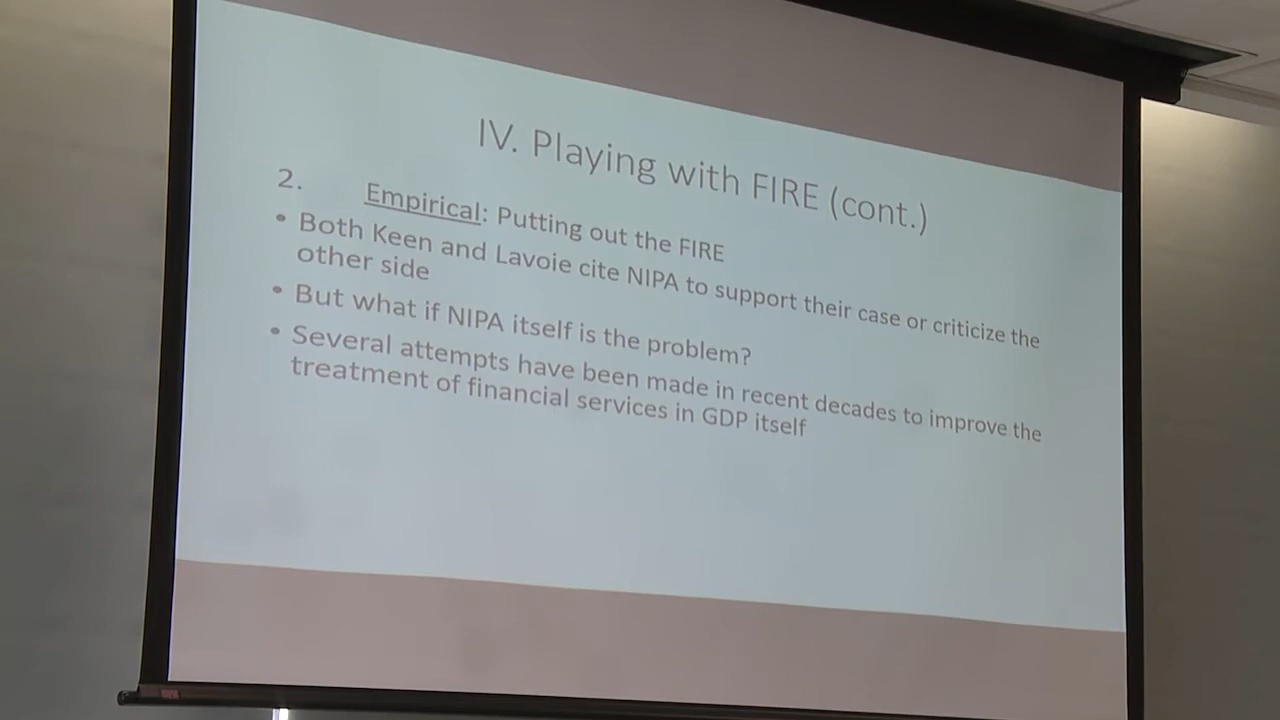 IV. Playing with FIRE (cont.)
2. Empirical: Putting out the FIRE
• Both Keen and Lavoie cite NIPA to support their case or criticize the
other side
• But what if NIPA itself is the problem?
• Several attempts have been made in recent decades to improve the
treatment of financial services in GDP itself